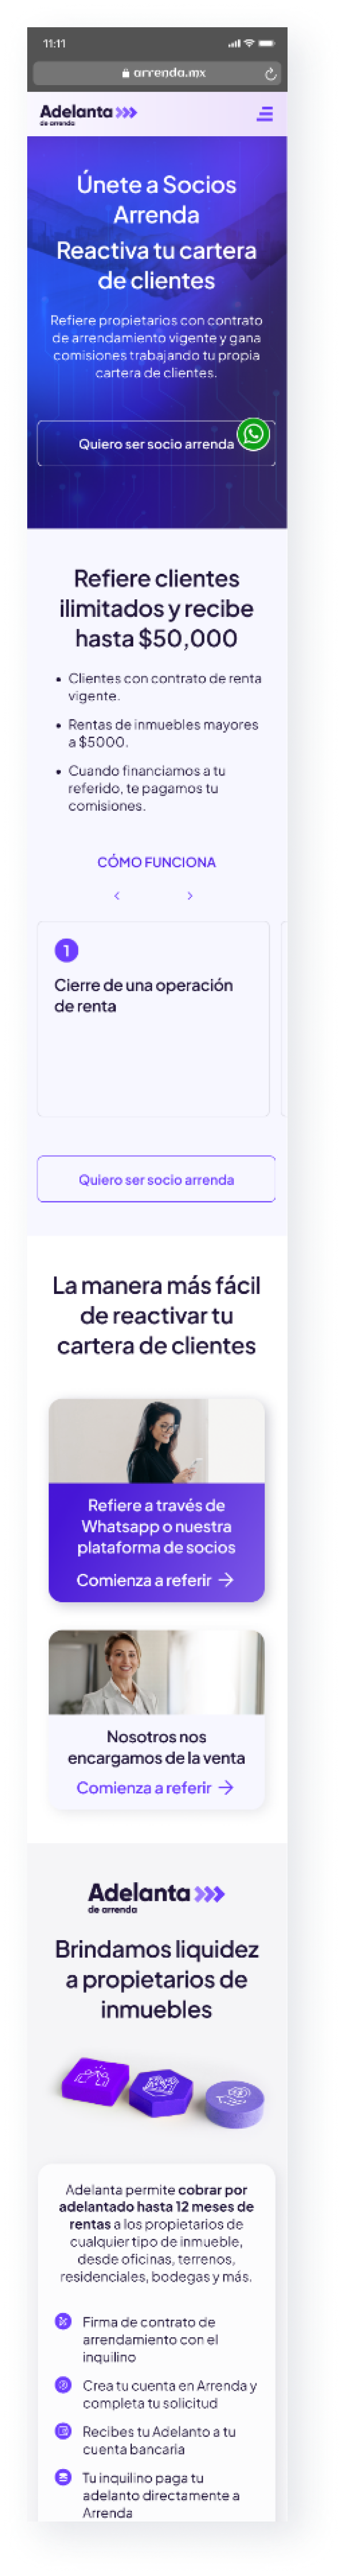 11:11
arrenda.mx
Adelanta
de arrenda
Únete a Socios
Arrenda
Reactiva tu cartera
de clientes
Refiere propietarios con contrato
de arrendamiento vigente y gana
comisiones trabajando tu propia
cartera de clientes.
Quiero ser socio arrenda
Refiere clientes
ilimitados y recibe
hasta $50,000
• Clientes con contrato de renta
vigente.
• Rentas de inmuebles mayores
a $5000.
• Cuando financiamos a tu
referido, te pagamos tu
comisiones.
CÓMO FUNCIONA
1
Cierre de una operación
de renta
Quiero ser socio arrenda
La manera más fácil
de reactivar tu
cartera de clientes
Refiere a través de
Whatsapp o nuestra
plataforma de socios
Comienza a referir →
Nosotros nos
encargamos de la venta
Comienza a referir →
Adelanta
de arrenda
Brindamos liquidez
a propietarios de
inmuebles
Adelanta permite cobrar por
adelantado hasta 12 meses de
rentas a los propietarios de
cualquier tipo de inmueble,
desde oficinas, terrenos,
residenciales, bodegas y más.
Firma de contrato de
arrendamiento con el
inquilino
Crea tu cuenta en Arrenda y
completa tu solicitud
Recibes tu Adelanto a tu
cuenta bancaria
Tu inquilino paga tu
adelanto directamente a
Arrenda